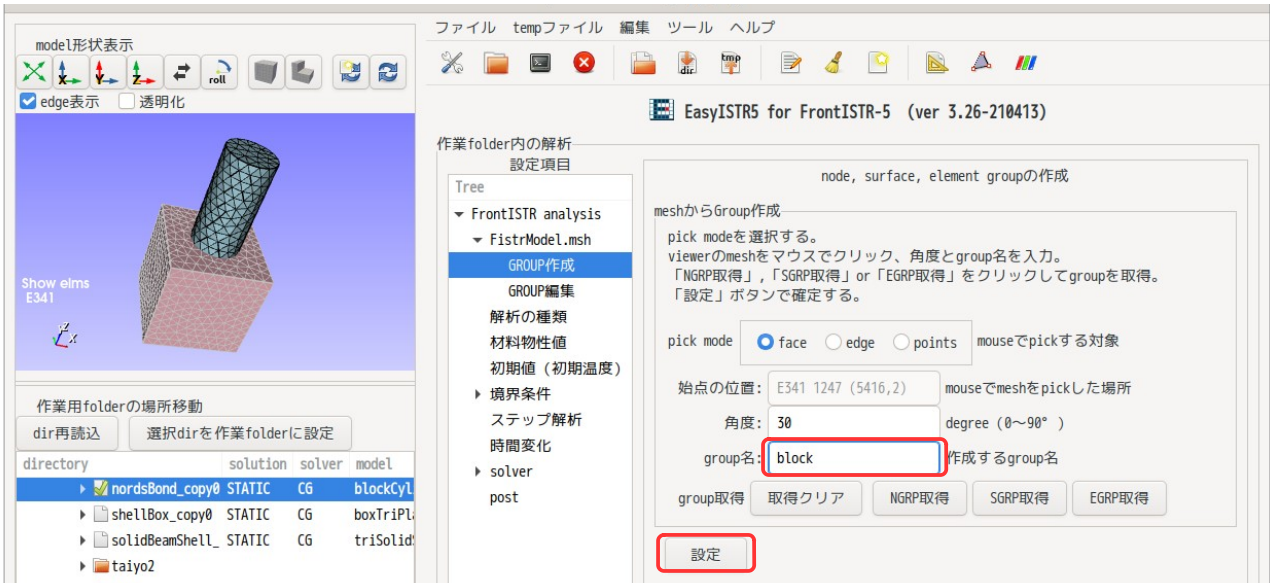 model形状表示
roll
edge表示 透明化
Show elms
E341
Z
X
作業用folderの場所移動
dir再読込 選択dirを作業folderに設定
directory solution solver model
nordsBond_copy0 STATIC CG blockCyl
shellBox_copy0 STATIC CG boxTriPl
solidBeamShell_ STATIC CG triSolid
taiyo2
ファイル tempファイル 編集 ツール ヘルプ
dir tmp
EasyISTR5 for FrontISTR-5 (ver 3.26-210413)
作業folder内の解析
設定項目
Tree
FrontISTR analysis
FistrModel.msh
GROUP作成
GROUP編集
解析の種類
材料物性値
初期値（初期温度）
境界条件
ステップ解析
時間変化
solver
post
node, surface, element groupの作成
meshからGroup作成
pick modeを選択する。
viewerのmeshをマウスでクリック、角度とgroup名を入力。
「NGRP取得」,「SGRP取得」or「EGRP取得」をクリックしてgroupを取得。
「設定」ボタンで確定する。
pick mode face edge points mouseでpickする対象
始点の位置: E341 1247 (5416,2) mouseでmeshをpickした場所
角度: 30 degree (0～90° )
group名: block 作成するgroup名
group取得 取得クリア NGRP取得 SGRP取得 EGRP取得
設定